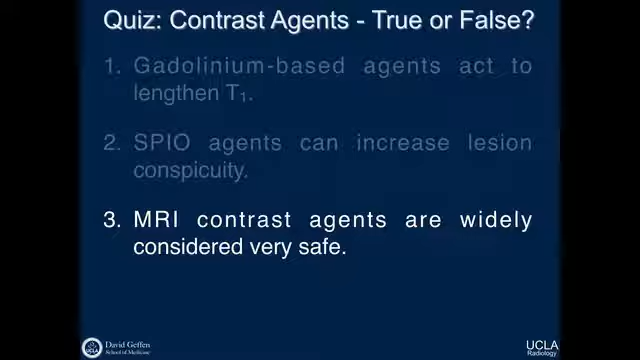 Quiz: Contrast Agents - True or False?
1. Gadolinium-based agents act to
lengthen T₁.
2. SPIO agents can increase lesion
conspicuity.
3. MRI contrast agents are widely
considered very safe.
UCLA
David Geffen
School of Medicine
UCLA
Radiology